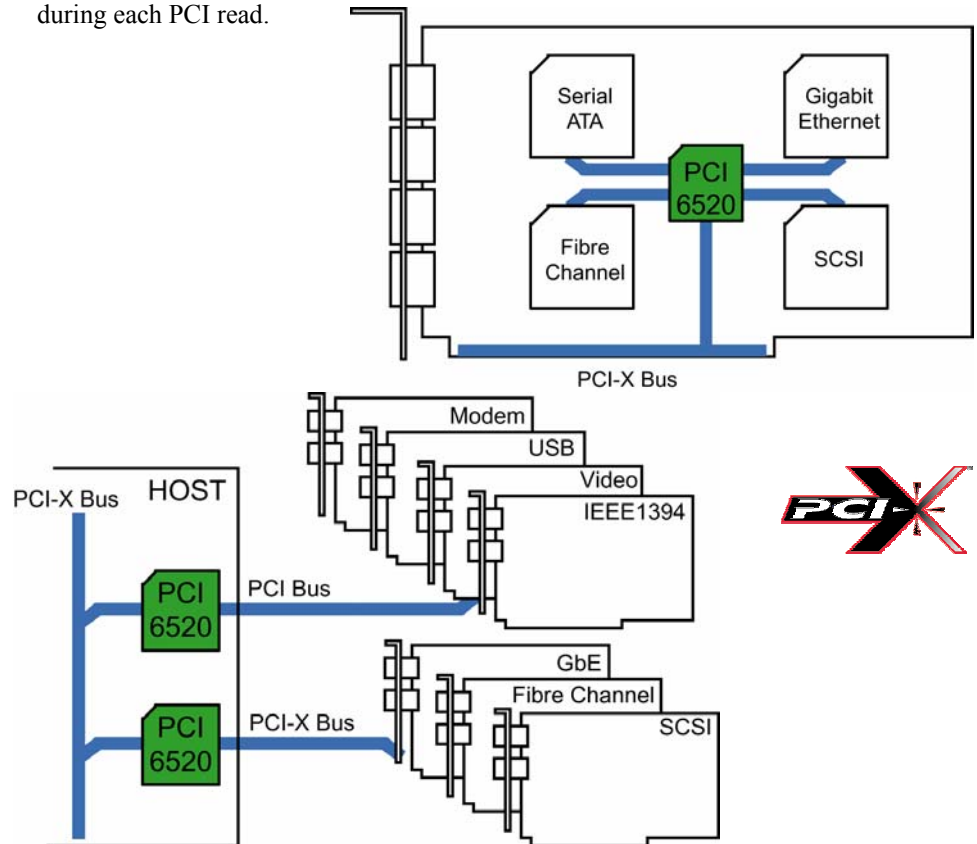 during each PCI read.
Serial
ATA
Gigabit
Ethernet
PCI
6520
Fibre
Channel
SCSI
PCI-X Bus
Modem
USB
Video
IEEE1394
PCI-X Bus
HOST
PCI
6520
PCI Bus
GbE
Fibre Channel
SCSI
PCI
6520
PCI-X Bus
PCI-X